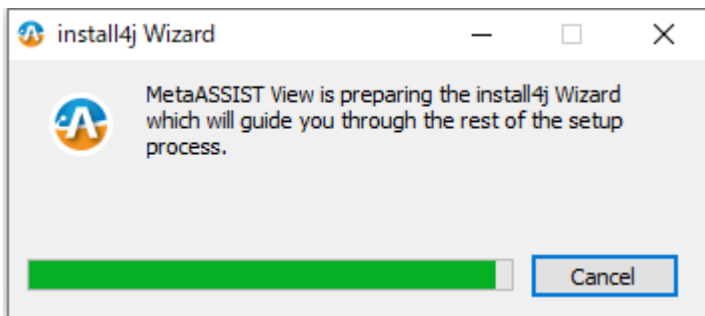 install4j Wizard
MetaASSIST View is preparing the install4j Wizard
which will guide you through the rest of the setup
process.
Cancel